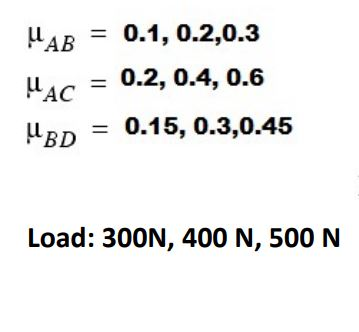 μAB = 0.1, 0.2,0.3
μAC = 0.2, 0.4, 0.6
μBD = 0.15, 0.3,0.45
Load: 300N, 400 N, 500 N